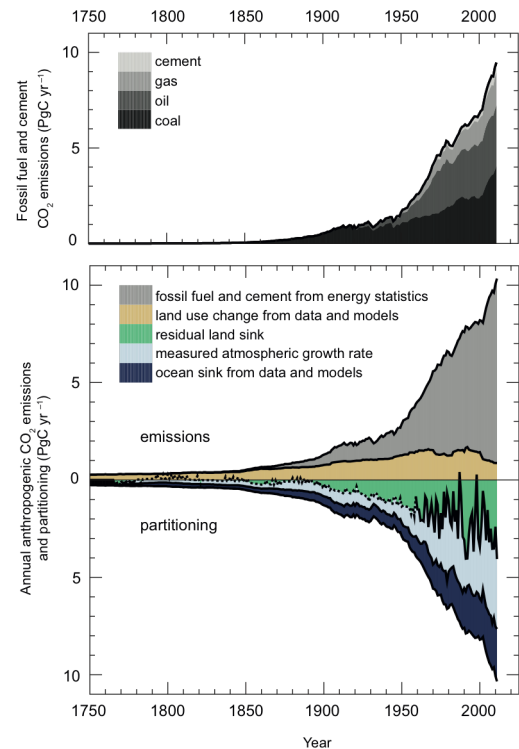 1750 1800 1850 1900 1950 2000
10
5
0
Fossil fuel and cement
CO2 emissions (PgC yr–1)
cement
gas
oil
coal
10
5
0
5
10
Annual anthropogenic CO2 emissions
and partitioning (PgC yr–1)
fossil fuel and cement from energy statistics
land use change from data and models
residual land sink
measured atmospheric growth rate
ocean sink from data and models
emissions
partitioning
1750 1800 1850 1900 1950 2000
Year